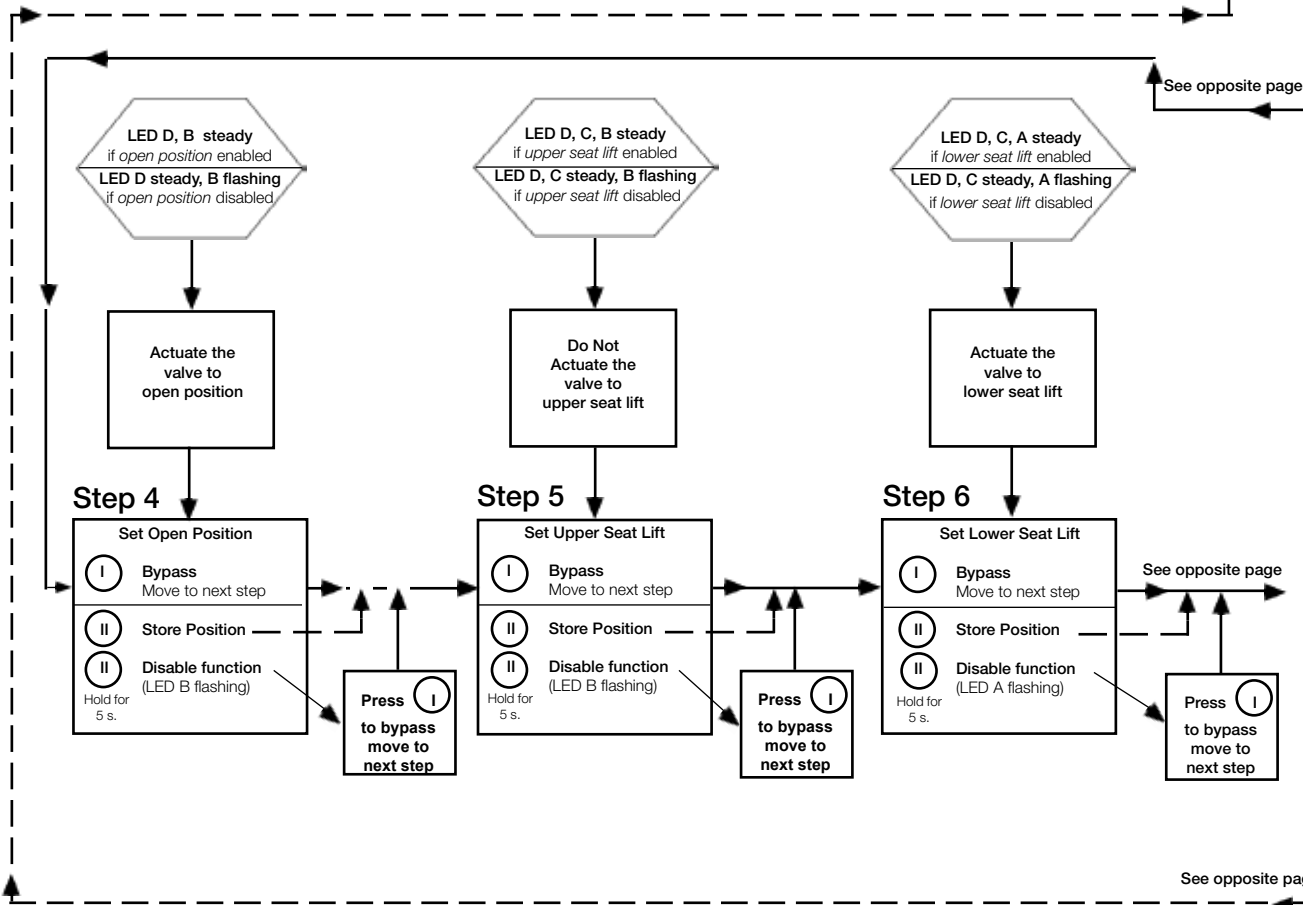 See opposite page
LED D, B steady
if open position enabled
LED D steady, B flashing
if open position disabled
LED D, C, B steady
if upper seat lift enabled
LED D, C steady, B flashing
if upper seat lift disabled
LED D, C, A steady
if lower seat lift enabled
LED D, C steady, A flashing
if lower seat lift disabled
Actuate the
valve to
open position
Do Not
Actuate the
valve to
upper seat lift
Actuate the
valve to
lower seat lift
Step 4
Set Open Position
I Bypass
Move to next step
II Store Position
II Disable function
(LED B flashing)
Hold for
5 s.
Press I
to bypass
move to
next step
Step 5
Set Upper Seat Lift
I Bypass
Move to next step
II Store Position
II Disable function
(LED B flashing)
Hold for
5 s.
Press I
to bypass
move to
next step
Step 6
Set Lower Seat Lift
I Bypass
Move to next step
II Store Position
II Disable function
(LED A flashing)
Hold for
5 s.
See opposite page
Press I
to bypass
move to
next step
See opposite pag